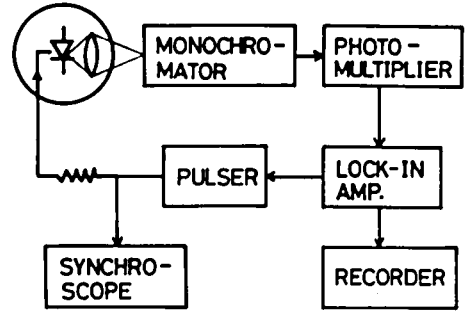 MONOCHRO-
MATOR
PHOTO-
MULTIPLIER
PULSER
LOCK-IN
AMP.
SYNCHRO-
SCOPE
RECORDER